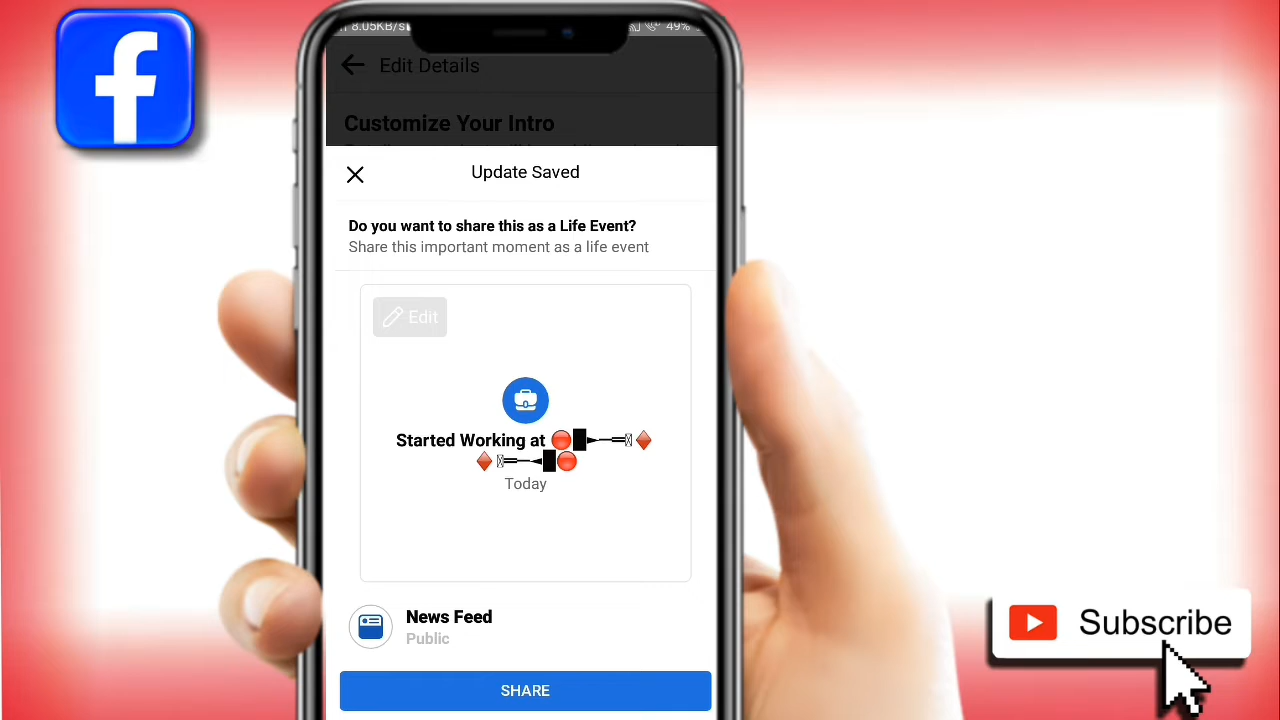 8.05KB/s
49%
Edit Details
Customize Your Intro
Update Saved
Do you want to share this as a Life Event?
Share this important moment as a life event
Edit
Started Working at
Today
News Feed
Public
SHARE
Subscribe